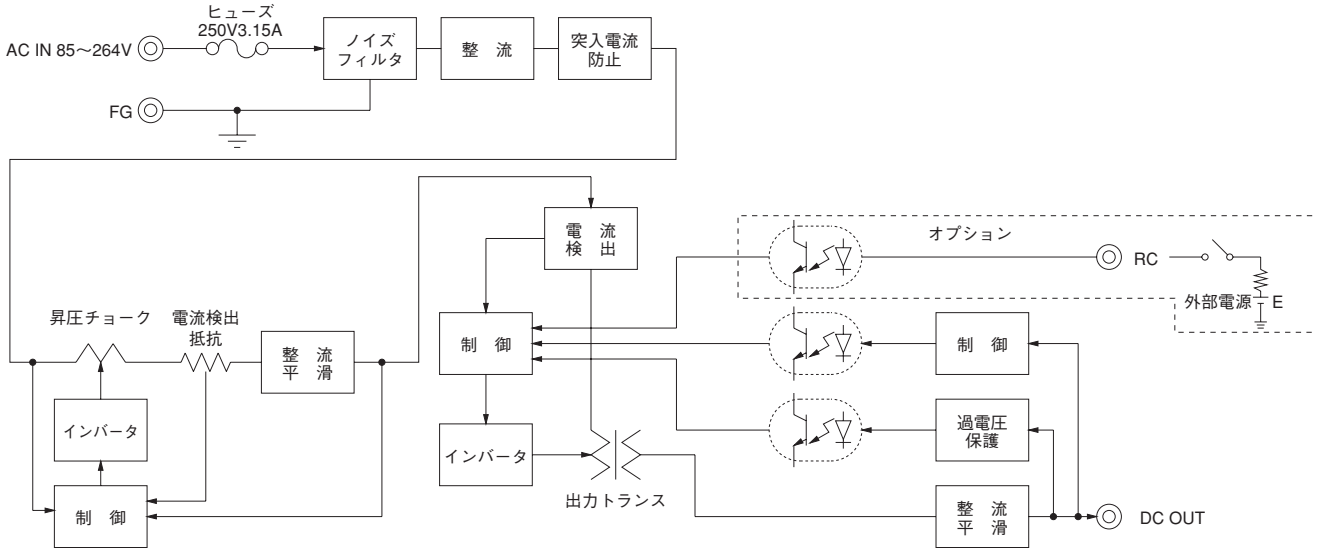 ヒューズ
250V3.15A
AC IN 85～264V
ノイズ
フィルタ
整 流
突入電流
防止
FG
電 流
検 出
オプション
RC
外部電源
E
昇圧チョーク
電流検出
抵抗
整 流
平 滑
制 御
制 御
インバータ
過電圧
保護
インバータ
出力トランス
制 御
整 流
平 滑
DC OUT